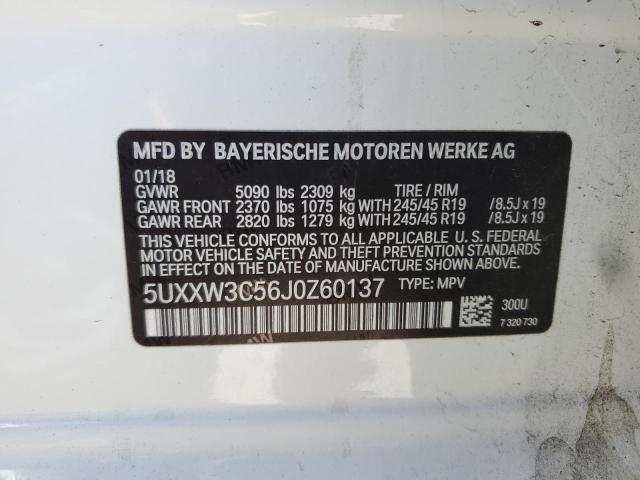 MFD BY BAYERISCHE MOTOREN WERKE AG
01/18
GVWR 5090 lbs 2309 kg TIRE / RIM
GAWR FRONT 2370 lbs 1075 kg WITH 245/45 R19 /8.5J x 19
GAWR REAR 2820 lbs 1279 kg WITH 245/45 R19 /8.5J x 19
THIS VEHICLE CONFORMS TO ALL APPLICABLE U. S. FEDERAL
MOTOR VEHICLE SAFETY AND THEFT PREVENTION STANDARDS
IN EFFECT ON THE DATE OF MANUFACTURE SHOWN ABOVE.
5UXXW3C56J0Z60137 TYPE: MPV
300U
7 320 730